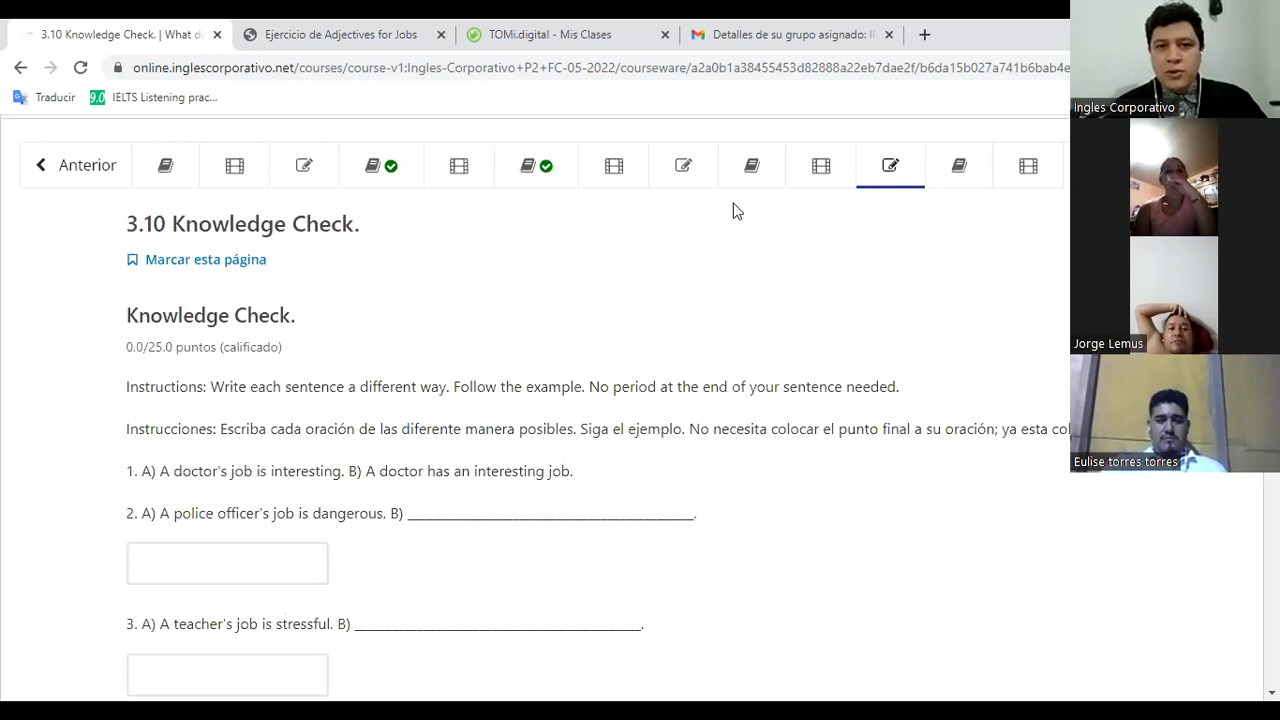 3.10 Knowledge Check. | What do
Ejercicio de Adjectives for Jobs
TOMi.digital - Mis Clases
Detalles de su grupo asignado: I
online.inglescorporativo.net/courses/course-v1:Ingles-Corporativo+P2+FC-05-2022/courseware/a2a0b1a38455453d82888a22eb7dae2f/b6da15b027a741b6bab4e
Traducir
9.0 IELTS Listening prac...
Ingles Corporativo
Anterior
3.10 Knowledge Check.
Marcar esta página
Knowledge Check.
0.0/25.0 puntos (calificado)
Jorge Lemus
Instructions: Write each sentence a different way. Follow the example. No period at the end of your sentence needed.
Instrucciones: Escriba cada oración de las diferente manera posibles. Siga el ejemplo. No necesita colocar el punto final a su oración; ya esta col
Eulise torres torres
1. A) A doctor's job is interesting. B) A doctor has an interesting job.
2. A) A police officer's job is dangerous. B) _________________________________________.
3. A) A teacher's job is stressful. B) _________________________________________.